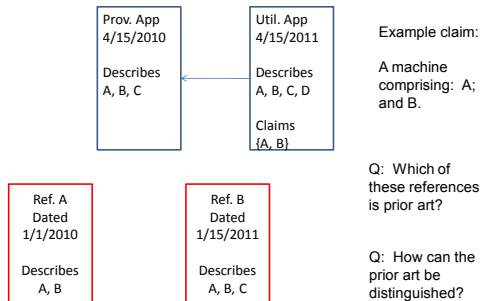 Prov. App
4/15/2010
Describes
A, B, C
Util. App
4/15/2011
Describes
A, B, C, D
Claims
{A, B}
Example claim:
A machine
comprising: A;
and B.
Ref. A
Dated
1/1/2010
Describes
A, B
Ref. B
Dated
1/15/2011
Describes
A, B, C
Q: Which of
these references
is prior art?
Q: How can the
prior art be
distinguished?